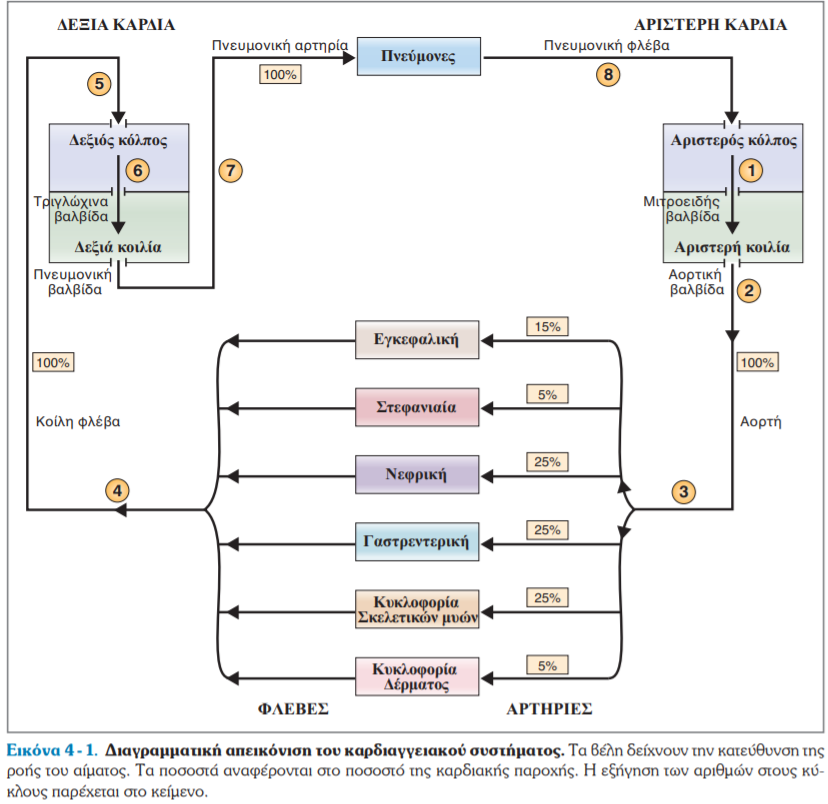 ΔΕΞΙΑ ΚΑΡΔΙΑ
ΑΡΙΣΤΕΡΗ ΚΑΡΔΙΑ
Πνευμονική αρτηρία
Πνευμονική φλέβα
Πνεύμονες
100%
5
8
Δεξιός κόλπος
Αριστερός κόλπος
6
7
1
Τριγλώχινα
βαλβίδα
Μιτροειδής
βαλβίδα
Δεξιά κοιλία
Αριστερή κοιλία
Πνευμονική
βαλβίδα
Αορτική
βαλβίδα
2
Εγκεφαλική
15%
100%
100%
Στεφανιαία
5%
Κοίλη φλέβα
Αορτή
Νεφρική
25%
4
3
Γαστρεντερική
25%
Κυκλοφορία
Σκελετικών μυών
25%
Κυκλοφορία
Δέρματος
5%
ΦΛΕΒΕΣ
ΑΡΤΗΡΙΕΣ
Εικόνα 4 - 1. Διαγραμματική απεικόνιση του καρδιαγγειακού συστήματος. Τα βέλη δείχνουν την κατεύθυνση της
ροής του αίματος. Τα ποσοστά αναφέρονται στο ποσοστό της καρδιακής παροχής. Η εξήγηση των αριθμών στους κύ-
κλους παρέχεται στο κείμενο.